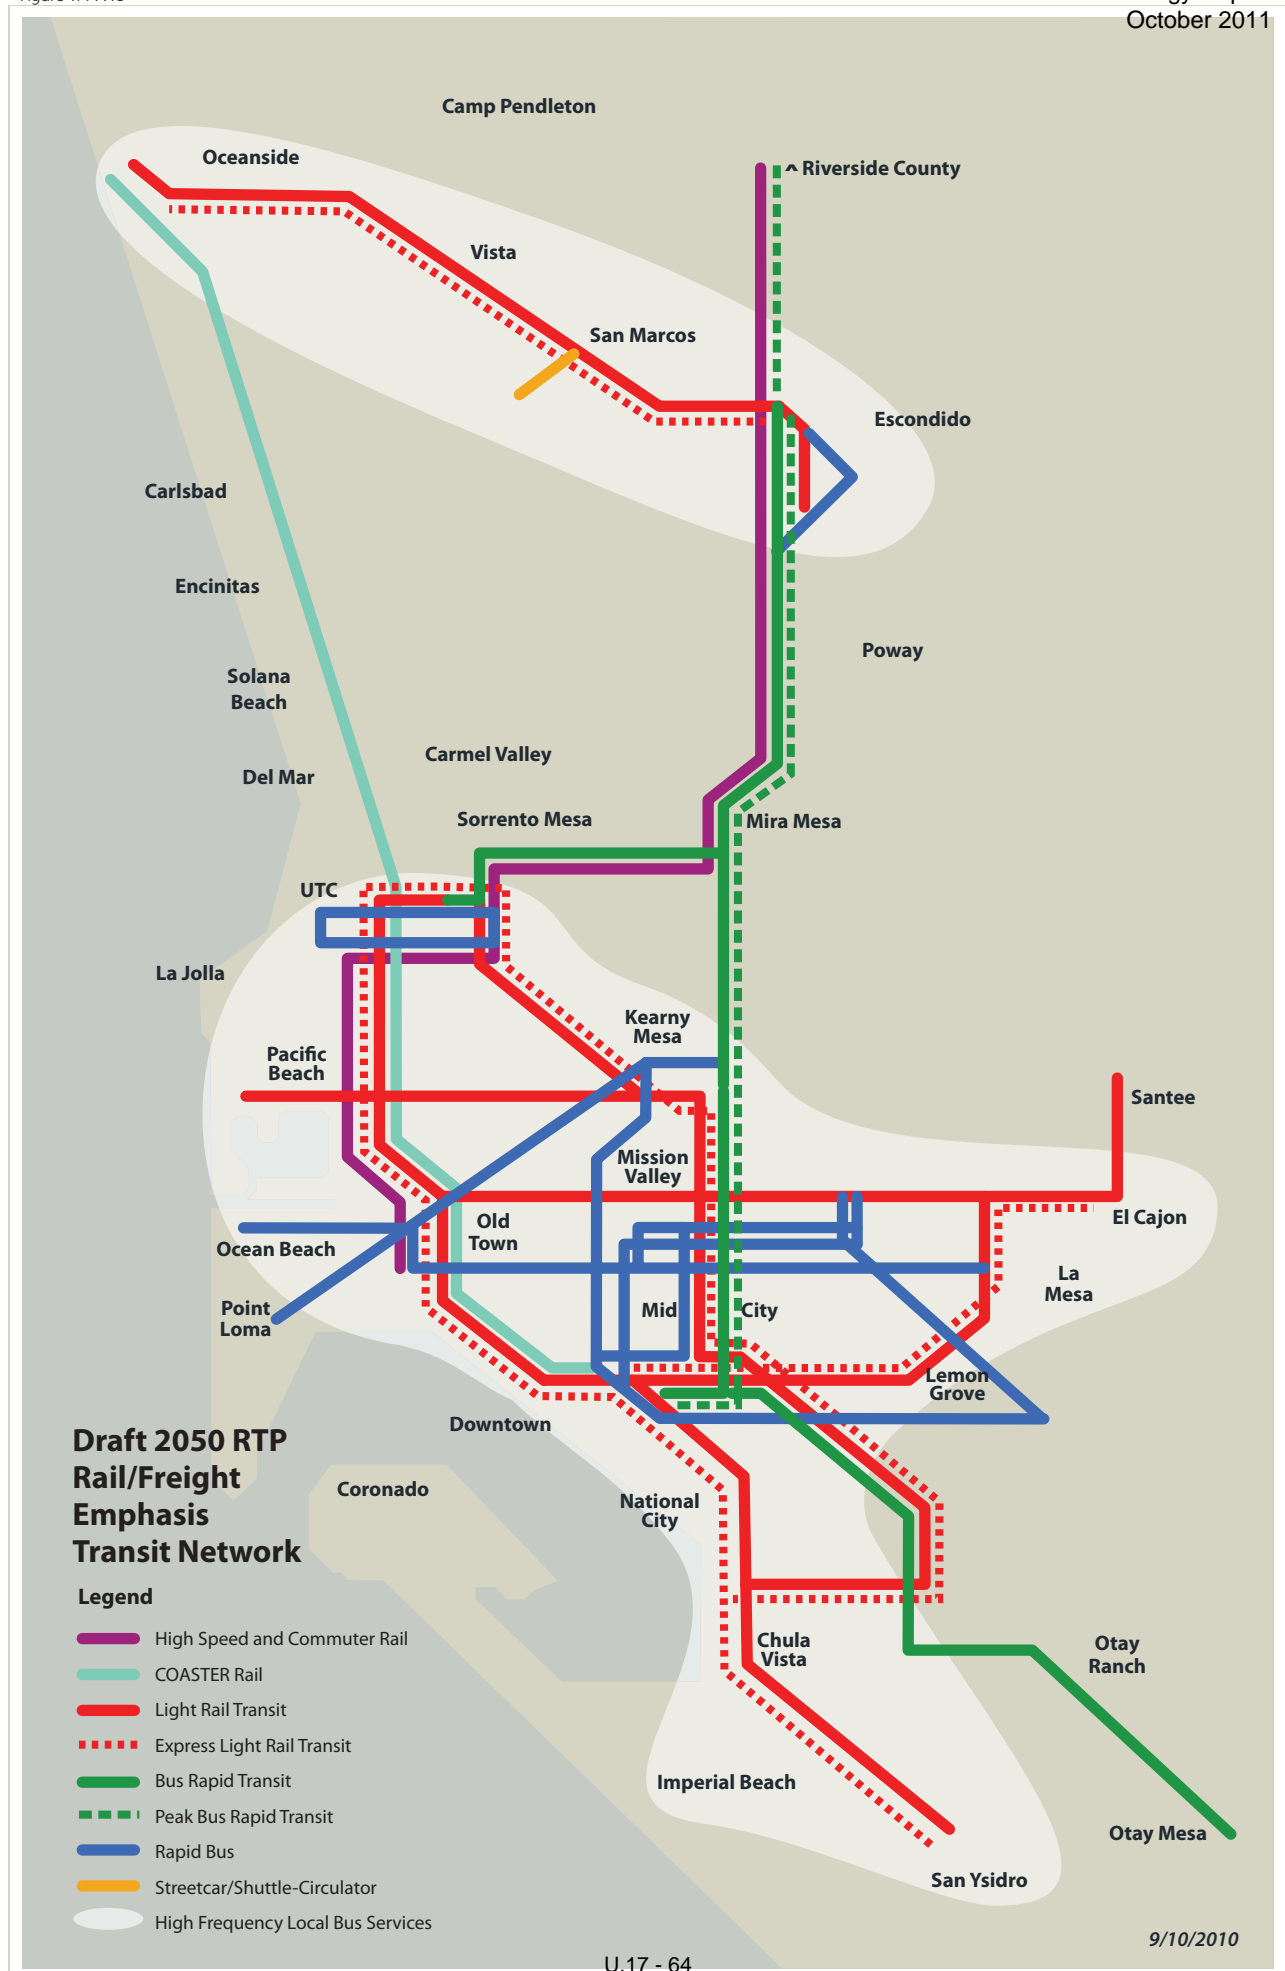 October 2011
Camp Pendleton
Oceanside
^ Riverside County
Vista
San Marcos
Escondido
Carlsbad
Encinitas
Poway
Solana
Beach
Carmel Valley
Del Mar
Sorrento Mesa
Mira Mesa
UTC
La Jolla
Kearny
Mesa
Pacific
Beach
Santee
Mission
Valley
El Cajon
Old
Town
Ocean Beach
La
Mesa
Point
Loma
Mid City
Lemon
Grove
Downtown
Coronado
National
City
Draft 2050 RTP
Rail/Freight
Emphasis
Transit Network
Legend
High Speed and Commuter Rail
COASTER Rail
Light Rail Transit
Express Light Rail Transit
Bus Rapid Transit
Peak Bus Rapid Transit
Rapid Bus
Streetcar/Shuttle-Circulator
High Frequency Local Bus Services
Chula
Vista
Otay
Ranch
Imperial Beach
Otay Mesa
San Ysidro
9/10/2010
U.17 - 64